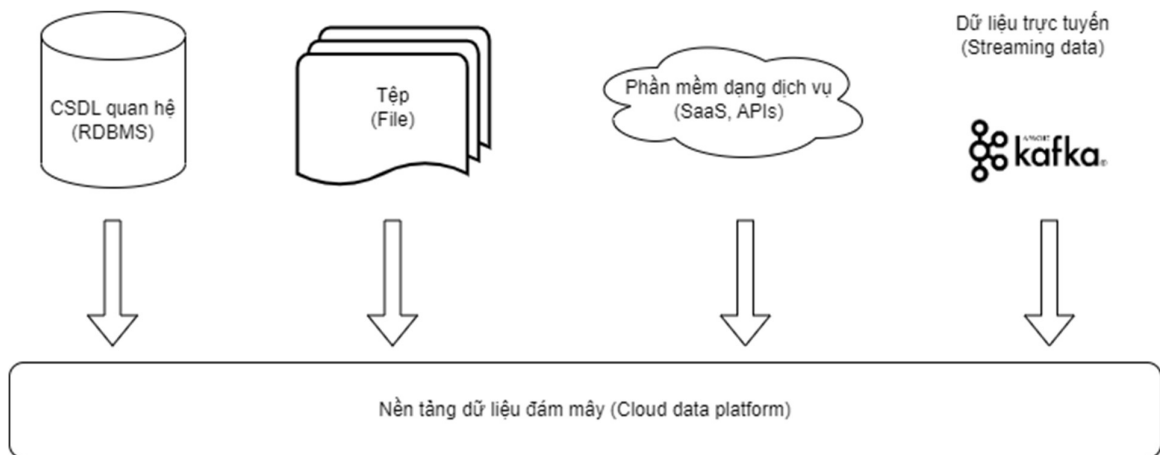 CSDL quan hệ
(RDBMS)
Tệp
(File)
Phần mềm dạng dịch vụ
(SaaS, APIs)
Dữ liệu trực tuyến
(Streaming data)
kafka
Nền tảng dữ liệu đám mây (Cloud data platform)